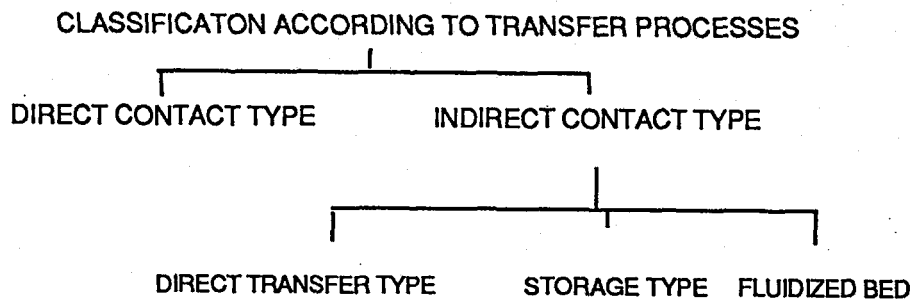 CLASSIFICATON ACCORDING TO TRANSFER PROCESSES
DIRECT CONTACT TYPE INDIRECT CONTACT TYPE
DIRECT TRANSFER TYPE STORAGE TYPE FLUIDIZED BED